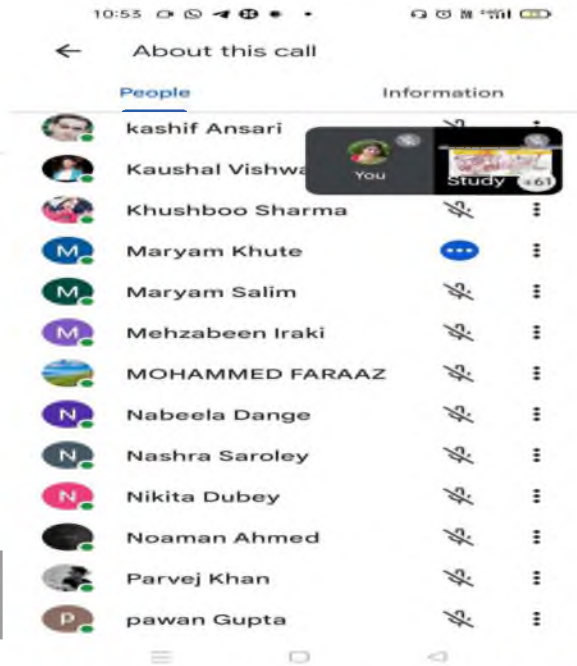 10:53
About this call
People
Information
kashif Ansari
Kaushal Vishwa
You
Study
+61
Khushboo Sharma
M
Maryam Khute
M
Maryam Salim
M
Mehzabeen Iraki
MOHAMMED FARAAZ
N
Nabeela Dange
N
Nashra Saroley
N
Nikita Dubey
Noaman Ahmed
Parvej Khan
P
pawan Gupta